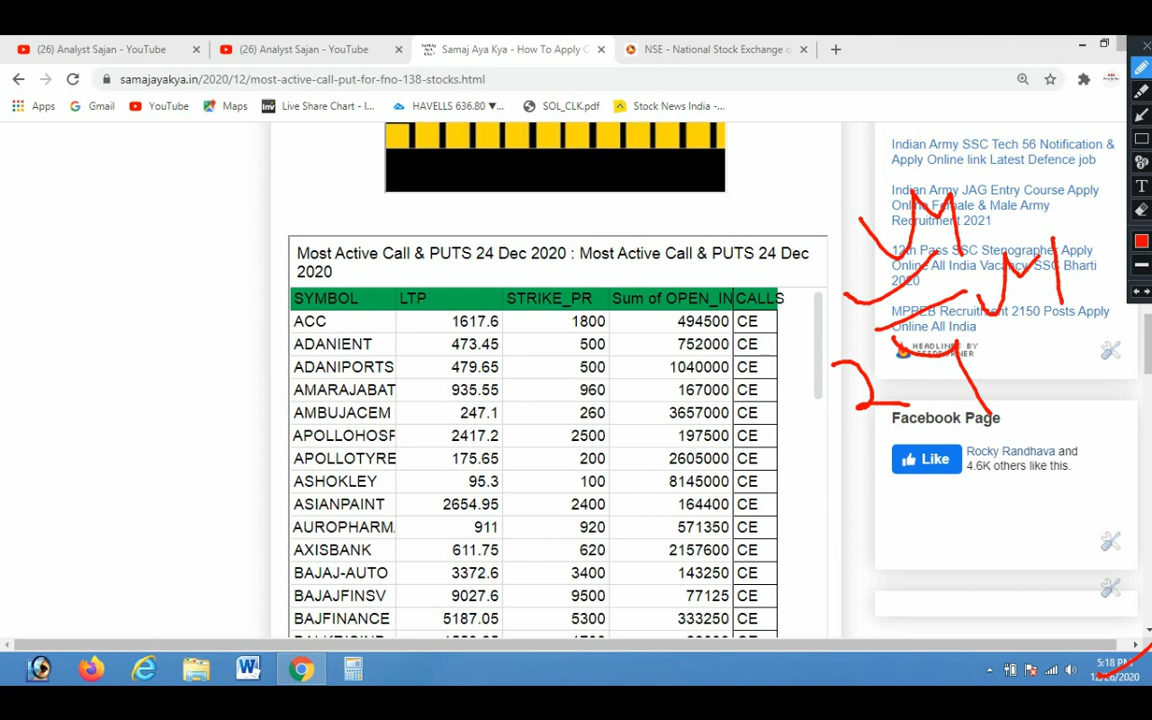 (26) Analyst Sajan - YouTube
(26) Analyst Sajan - YouTube
Samaj Aya Kya - How To Apply C
NSE - National Stock Exchange o
samajayakya.in/2020/12/most-active-call-put-for-fno-138-stocks.html
Apps Gmail YouTube Maps Live Share Chart - I... HAVELLS 636.80 ▼... SOL_CLK.pdf Stock News India -...
Most Active Call & PUTS 24 Dec 2020 : Most Active Call & PUTS 24 Dec
2020
SYMBOL LTP STRIKE_PR Sum of OPEN_IN CALLS
ACC 1617.6 1800 494500 CE
ADANIENT 473.45 500 752000 CE
ADANIPORTS 479.65 500 1040000 CE
AMARAJABAT 935.55 960 167000 CE
AMBUJACEM 247.1 260 3657000 CE
APOLLOHOSP 2417.2 2500 197500 CE
APOLLOTYRE 175.65 200 2605000 CE
ASHOKLEY 95.3 100 8145000 CE
ASIANPAINT 2654.95 2400 164400 CE
AUROPHARMA 911 920 571350 CE
AXISBANK 611.75 620 2157600 CE
BAJAJ-AUTO 3372.6 3400 143250 CE
BAJAJFINSV 9027.6 9500 77125 CE
BAJFINANCE 5187.05 5300 333250 CE
Indian Army SSC Tech 56 Notification &
Apply Online link Latest Defence job
Indian Army JAG Entry Course Apply
Online Female & Male Army
Recruitment 2021
12th Pass SSC Stenographer Apply
Online All India Vacancy SSC Bharti
2020
MPPEB Recruitment 2150 Posts Apply
Online All India
HEADLINES BY
FEEDBURNER
2
Facebook Page
Like
Rocky Randhava and
4.6K others like this.
T
5:18 PM
12/26/2020